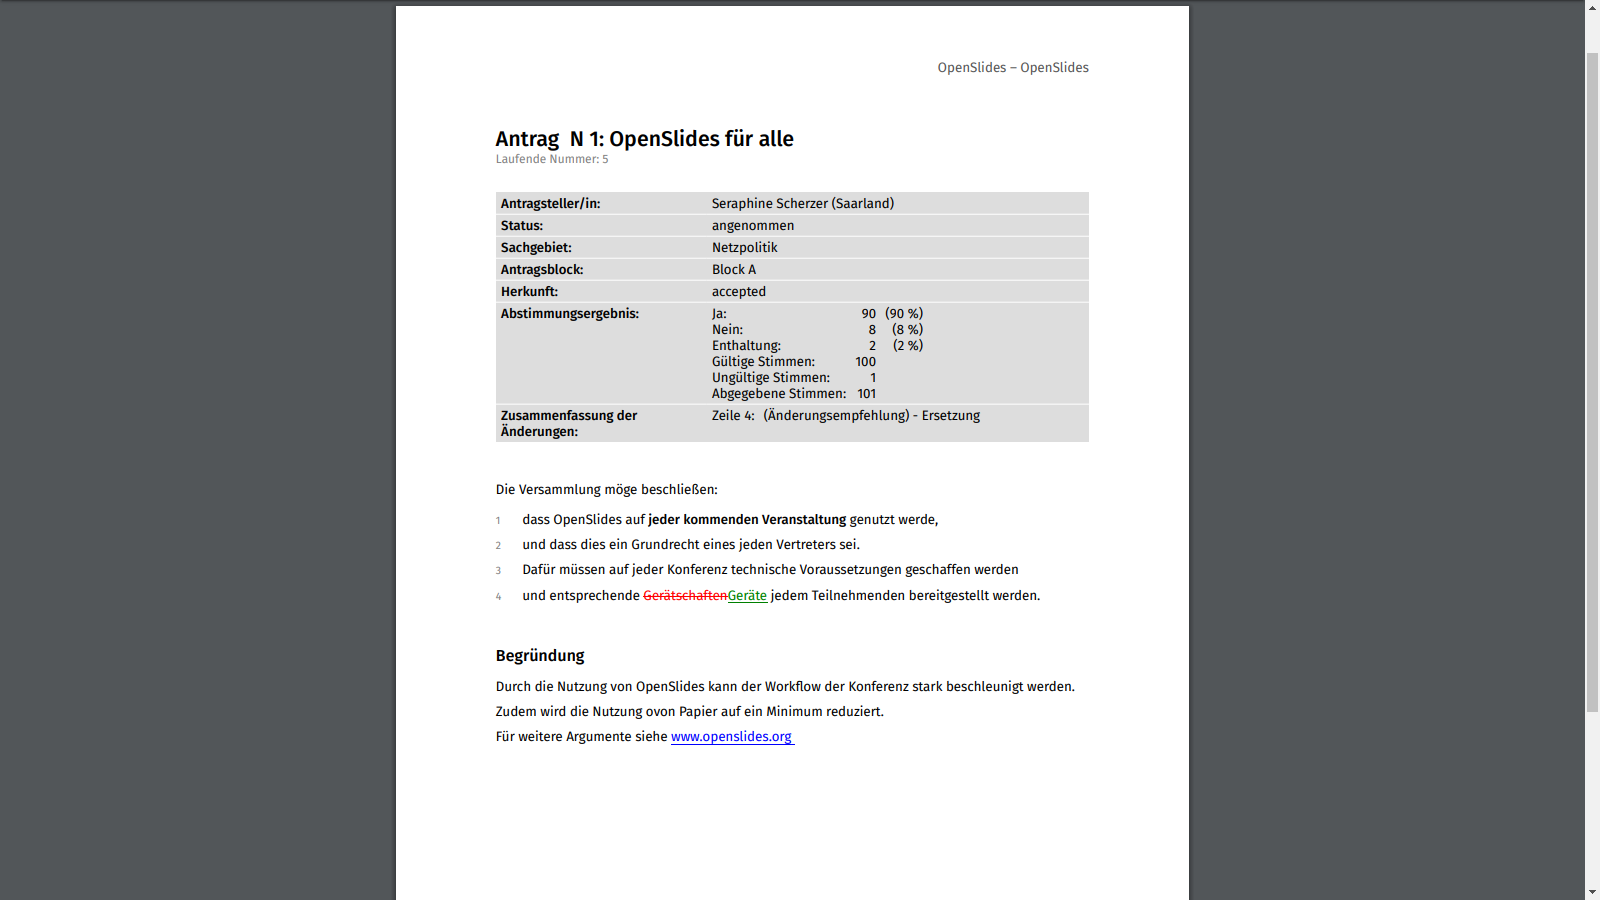 OpenSlides – OpenSlides
Antrag N 1: OpenSlides für alle
Laufende Nummer: 5
Antragsteller/in: Seraphine Scherzer (Saarland)
Status: angenommen
Sachgebiet: Netzpolitik
Antragsblock: Block A
Herkunft: accepted
Abstimmungsergebnis: Ja: 90 (90 %)
Nein: 8 (8 %)
Enthaltung: 2 (2 %)
Gültige Stimmen: 100
Ungültige Stimmen: 1
Abgegebene Stimmen: 101
Zusammenfassung der Zeile 4: (Änderungsempfehlung) - Ersetzung
Änderungen:
Die Versammlung möge beschließen:
1 dass OpenSlides auf jeder kommenden Veranstaltung genutzt werde,
2 und dass dies ein Grundrecht eines jeden Vertreters sei.
3 Dafür müssen auf jeder Konferenz technische Voraussetzungen geschaffen werden
4 und entsprechende GerätschaftenGeräte jedem Teilnehmenden bereitgestellt werden.
Begründung
Durch die Nutzung von OpenSlides kann der Workflow der Konferenz stark beschleunigt werden.
Zudem wird die Nutzung ovon Papier auf ein Minimum reduziert.
Für weitere Argumente siehe www.openslides.org